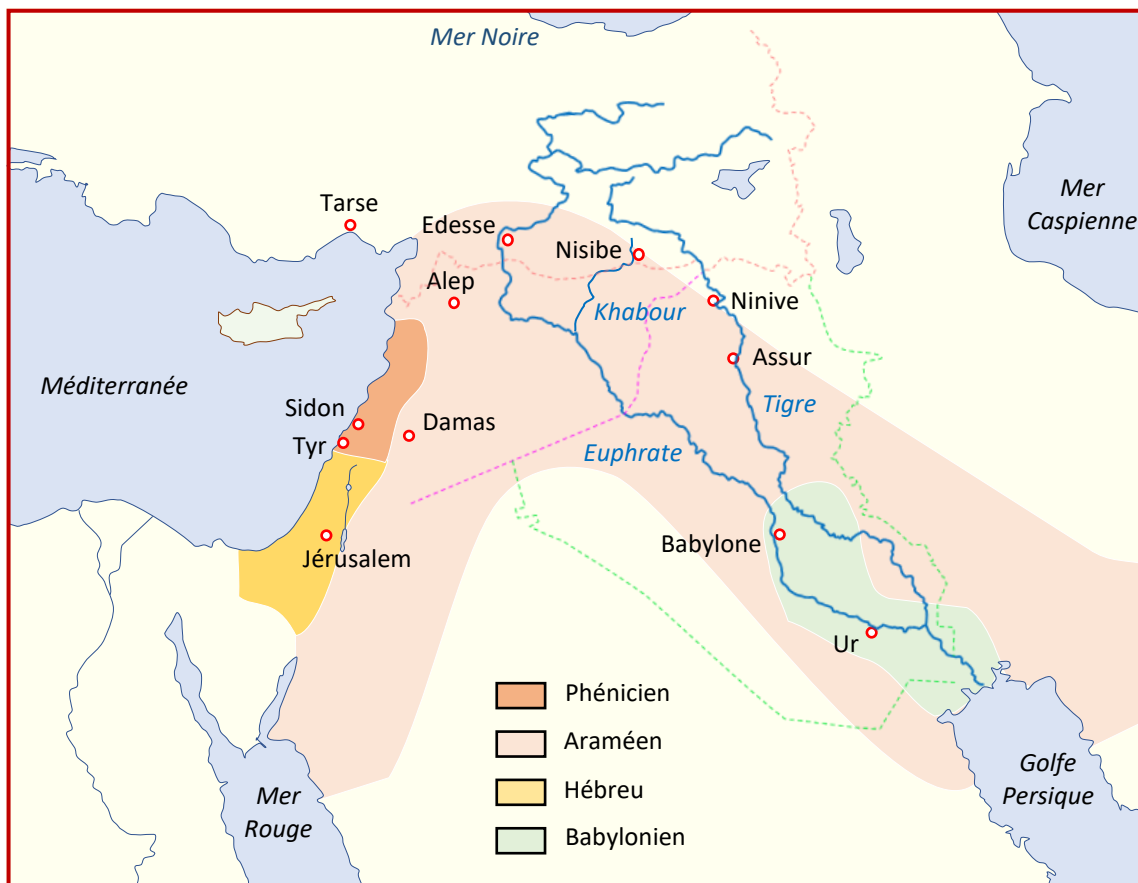 Mer Noire
Mer
Caspienne
Tarse
Edesse
Nisibe
Alep
Khabour
Ninive
Méditerranée
Assur
Sidon
Tyr
Damas
Tigre
Euphrate
Jérusalem
Babylone
Ur
Phénicien
Araméen
Hébreu
Babylonien
Mer
Rouge
Golfe
Persique